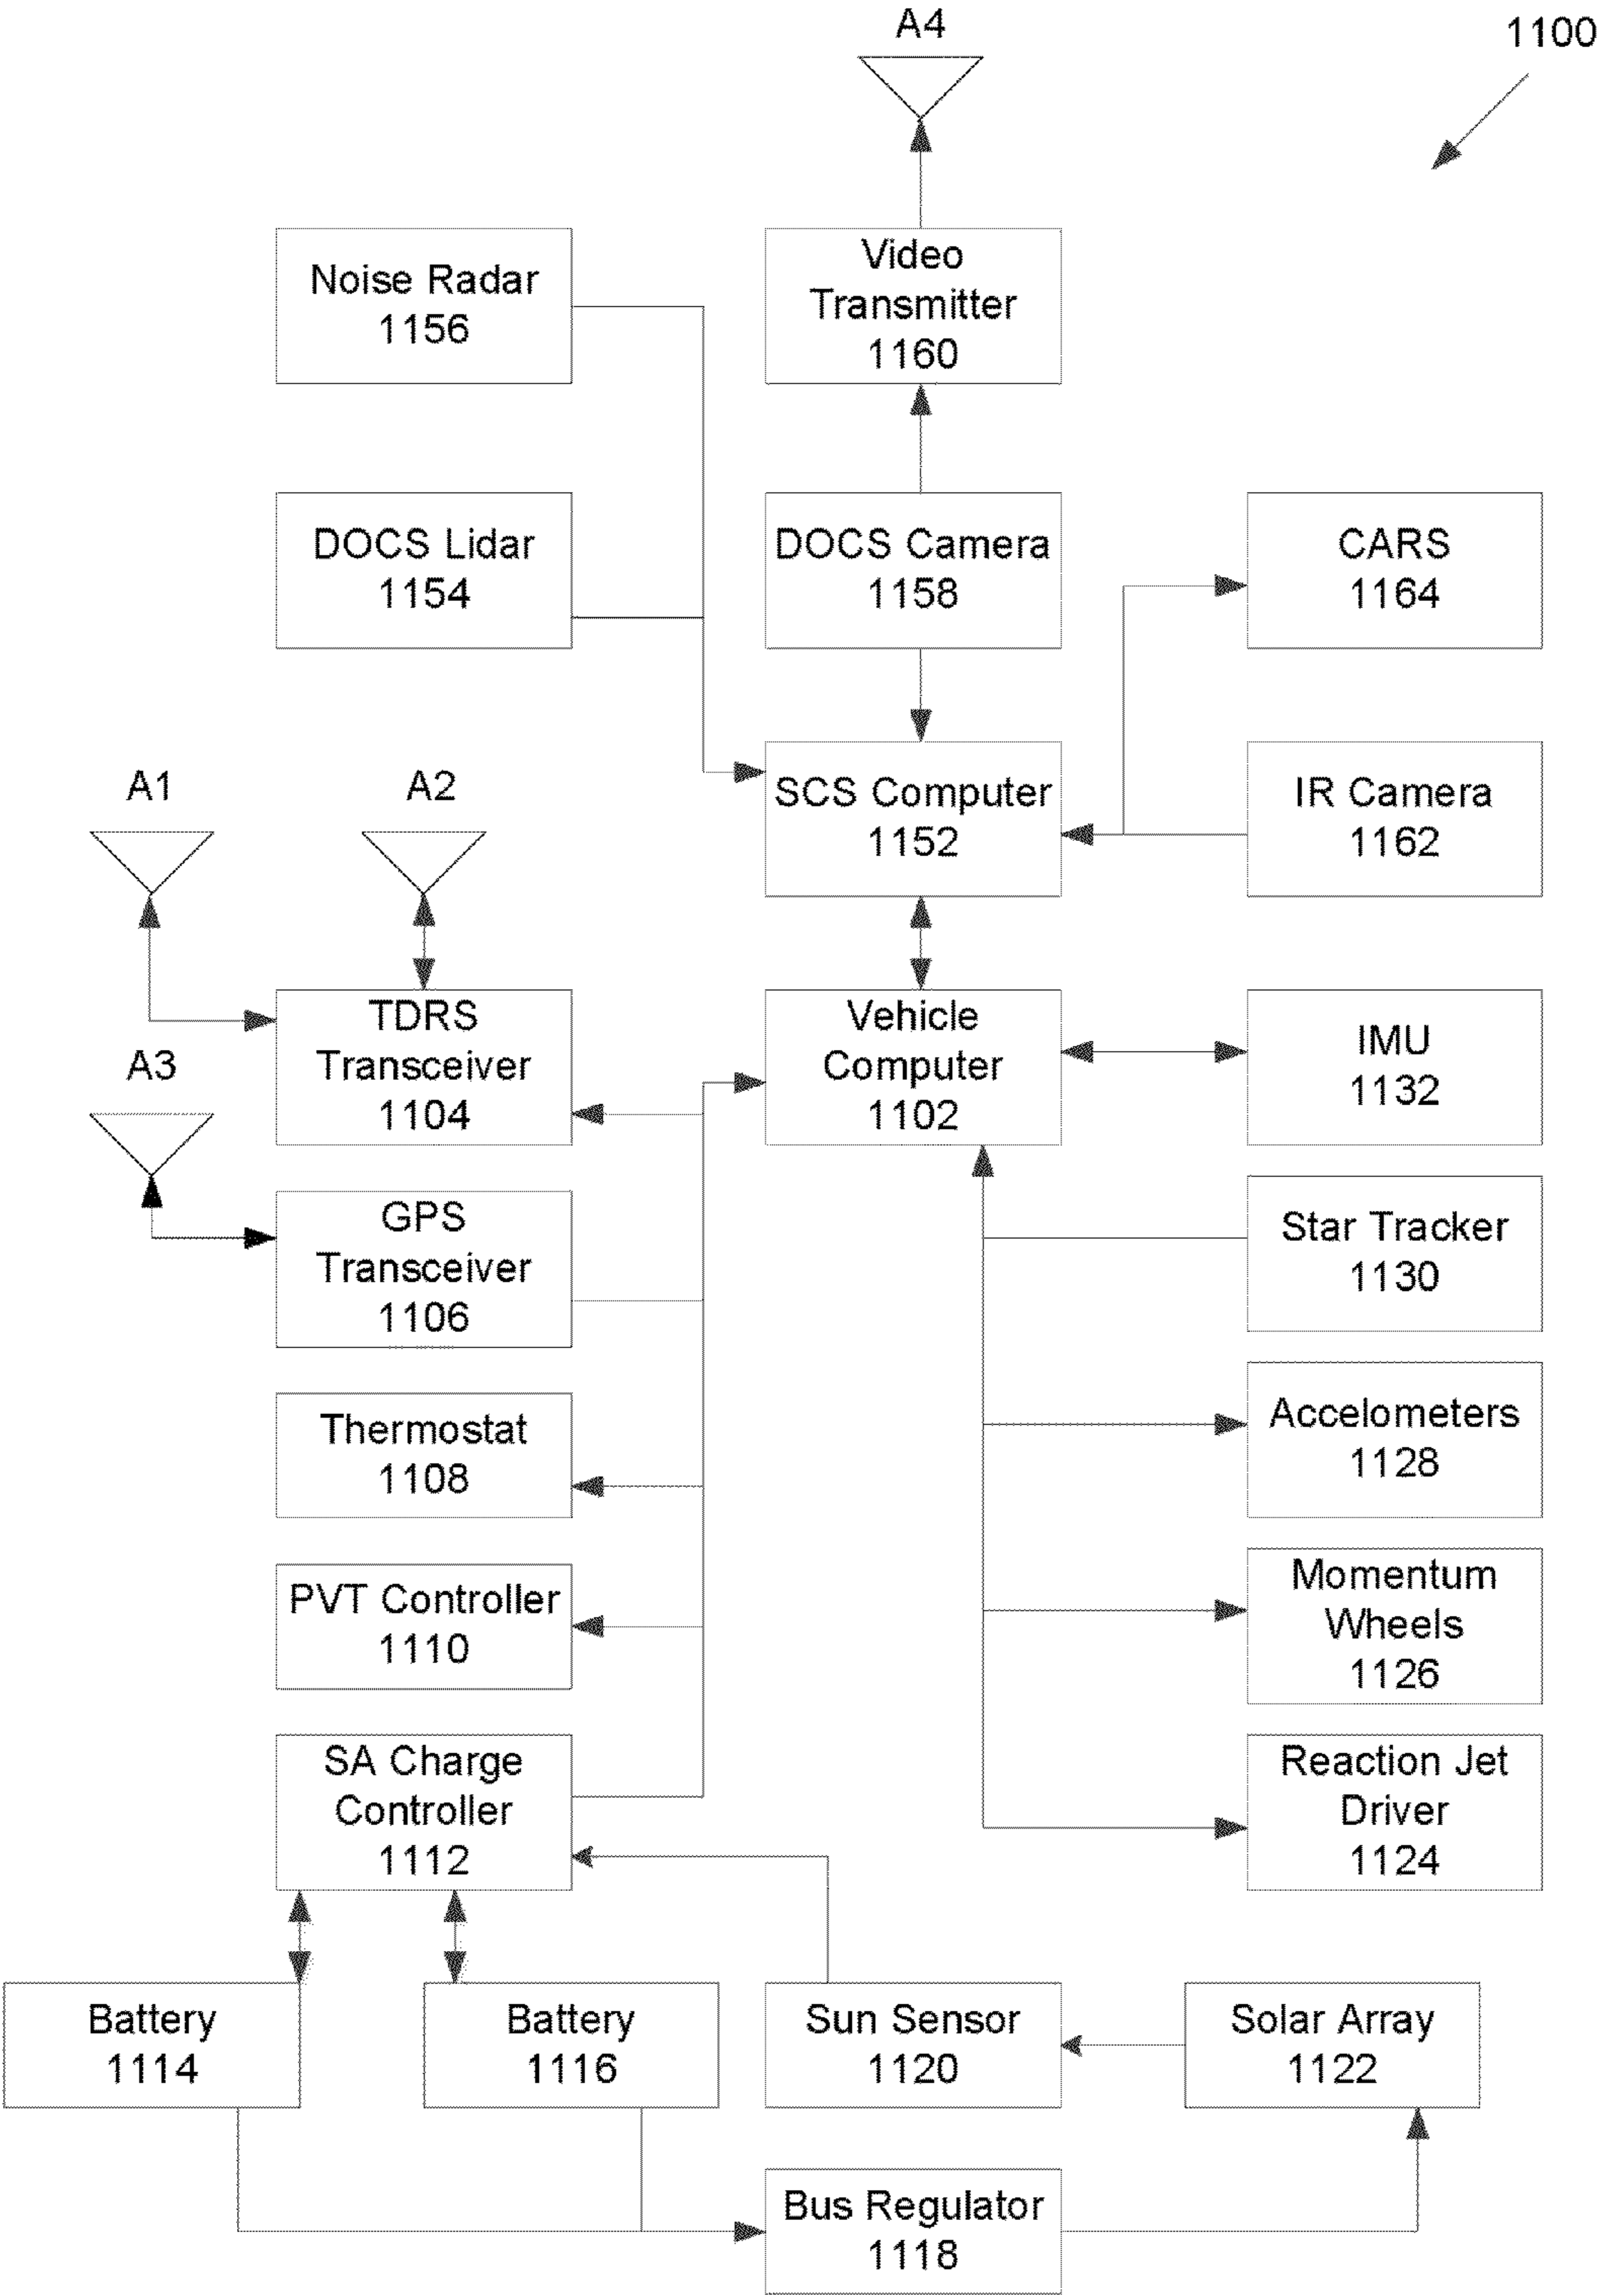 A4
1100
Noise Radar
1156
Video
Transmitter
1160
DOCS Lidar
1154
DOCS Camera
1158
CARS
1164
A1
A2
SCS Computer
1152
IR Camera
1162
TDRS
Transceiver
1104
Vehicle
Computer
1102
IMU
1132
A3
GPS
Transceiver
1106
Star Tracker
1130
Thermostat
1108
Accelometers
1128
PVT Controller
1110
Momentum
Wheels
1126
SA Charge
Controller
1112
Reaction Jet
Driver
1124
Battery
1114
Battery
1116
Sun Sensor
1120
Solar Array
1122
Bus Regulator
1118